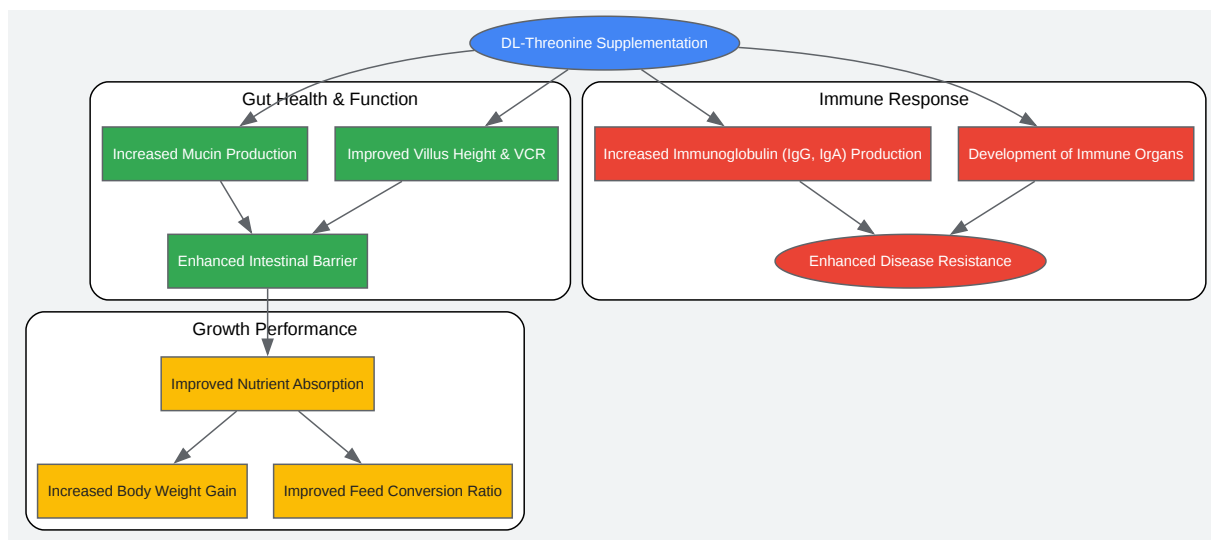 DL-Threonine Supplementation
Gut Health & Function
Immune Response
Increased Mucin Production
Improved Villus Height & VCR
Increased Immunoglobulin (IgG, IgA) Production
Development of Immune Organs
Enhanced Intestinal Barrier
Enhanced Disease Resistance
Growth Performance
Improved Nutrient Absorption
Increased Body Weight Gain
Improved Feed Conversion Ratio